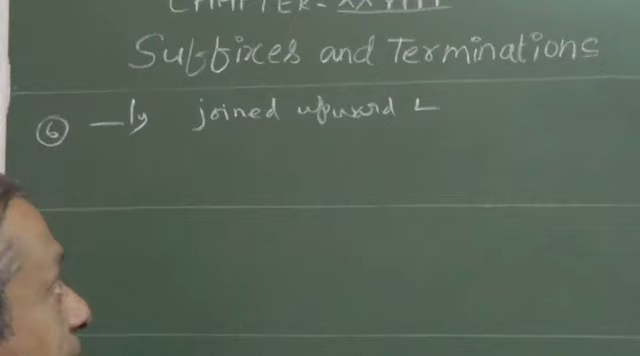 CHAPTER - XXVIII
Suffixes and Terminations
⑥ —ly joined upward L